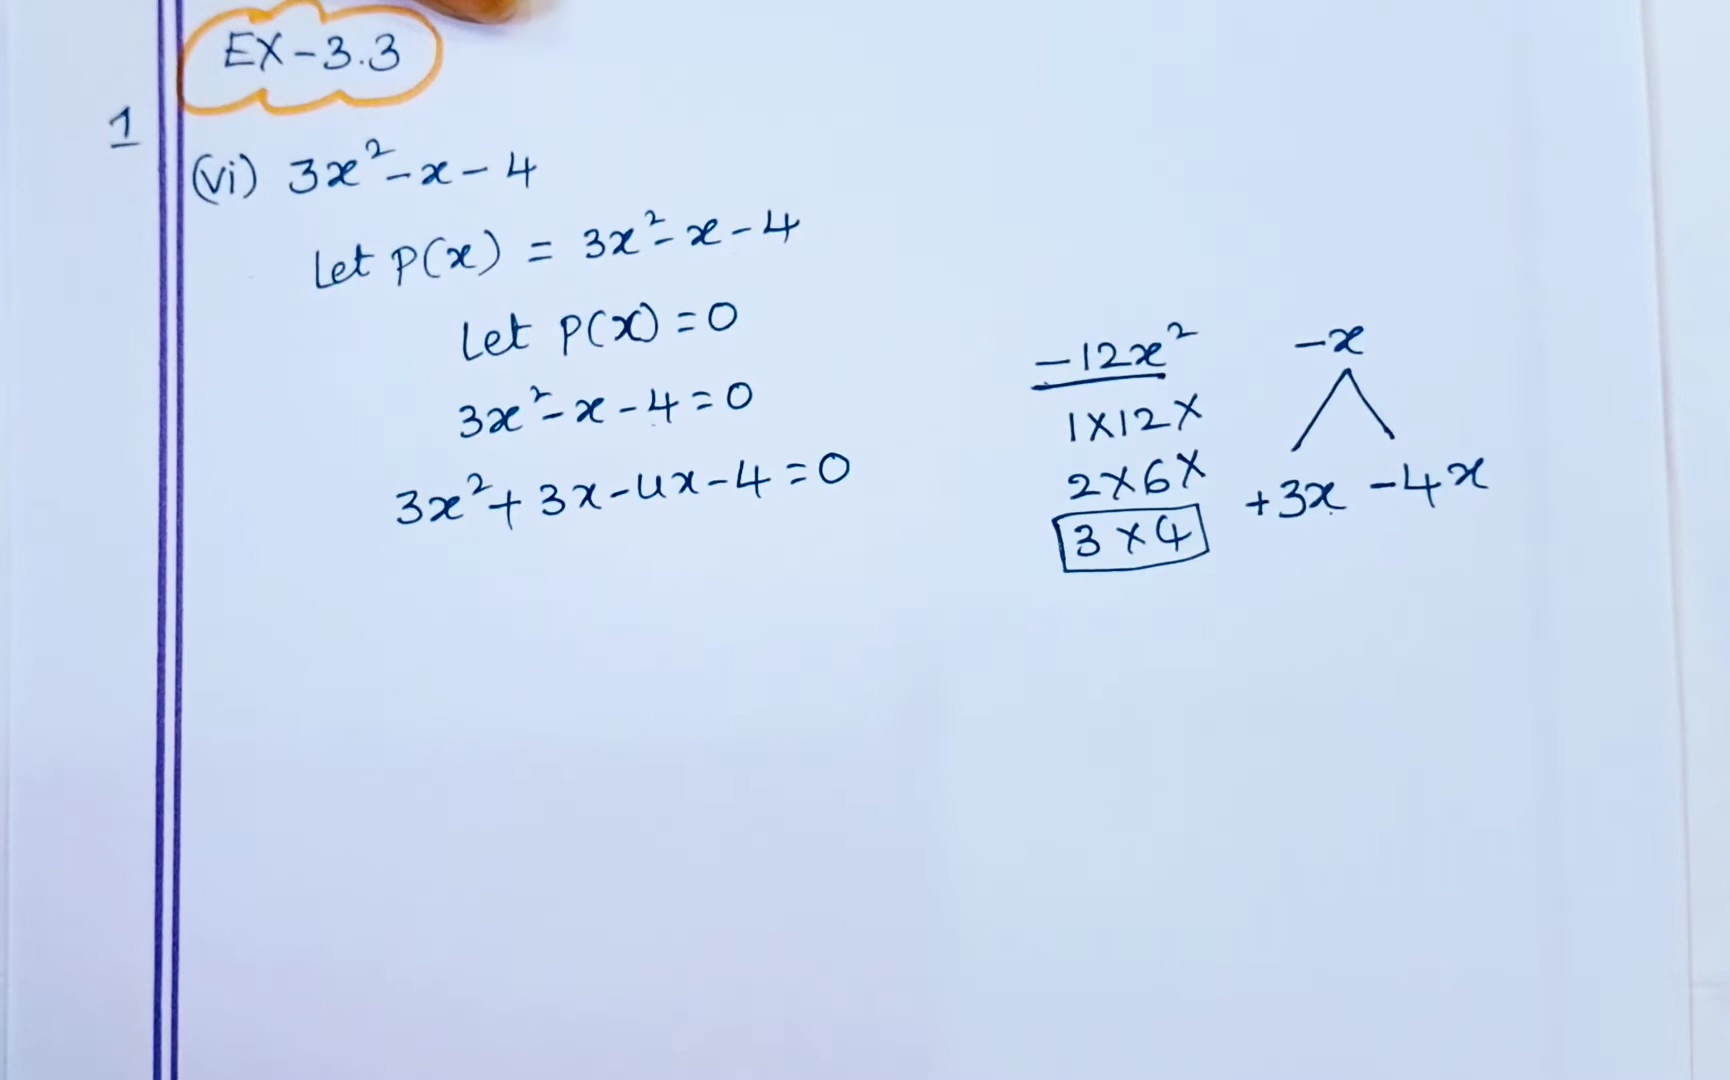 EX-3.3
1
(vi) 3x²-x-4
Let p(x) = 3x²-x-4
Let P(x)=0
3x²-x-4=0
3x²+3x-4x-4=0
-12x²
1x12x
2x6x
3x4
-x
+3x -4x